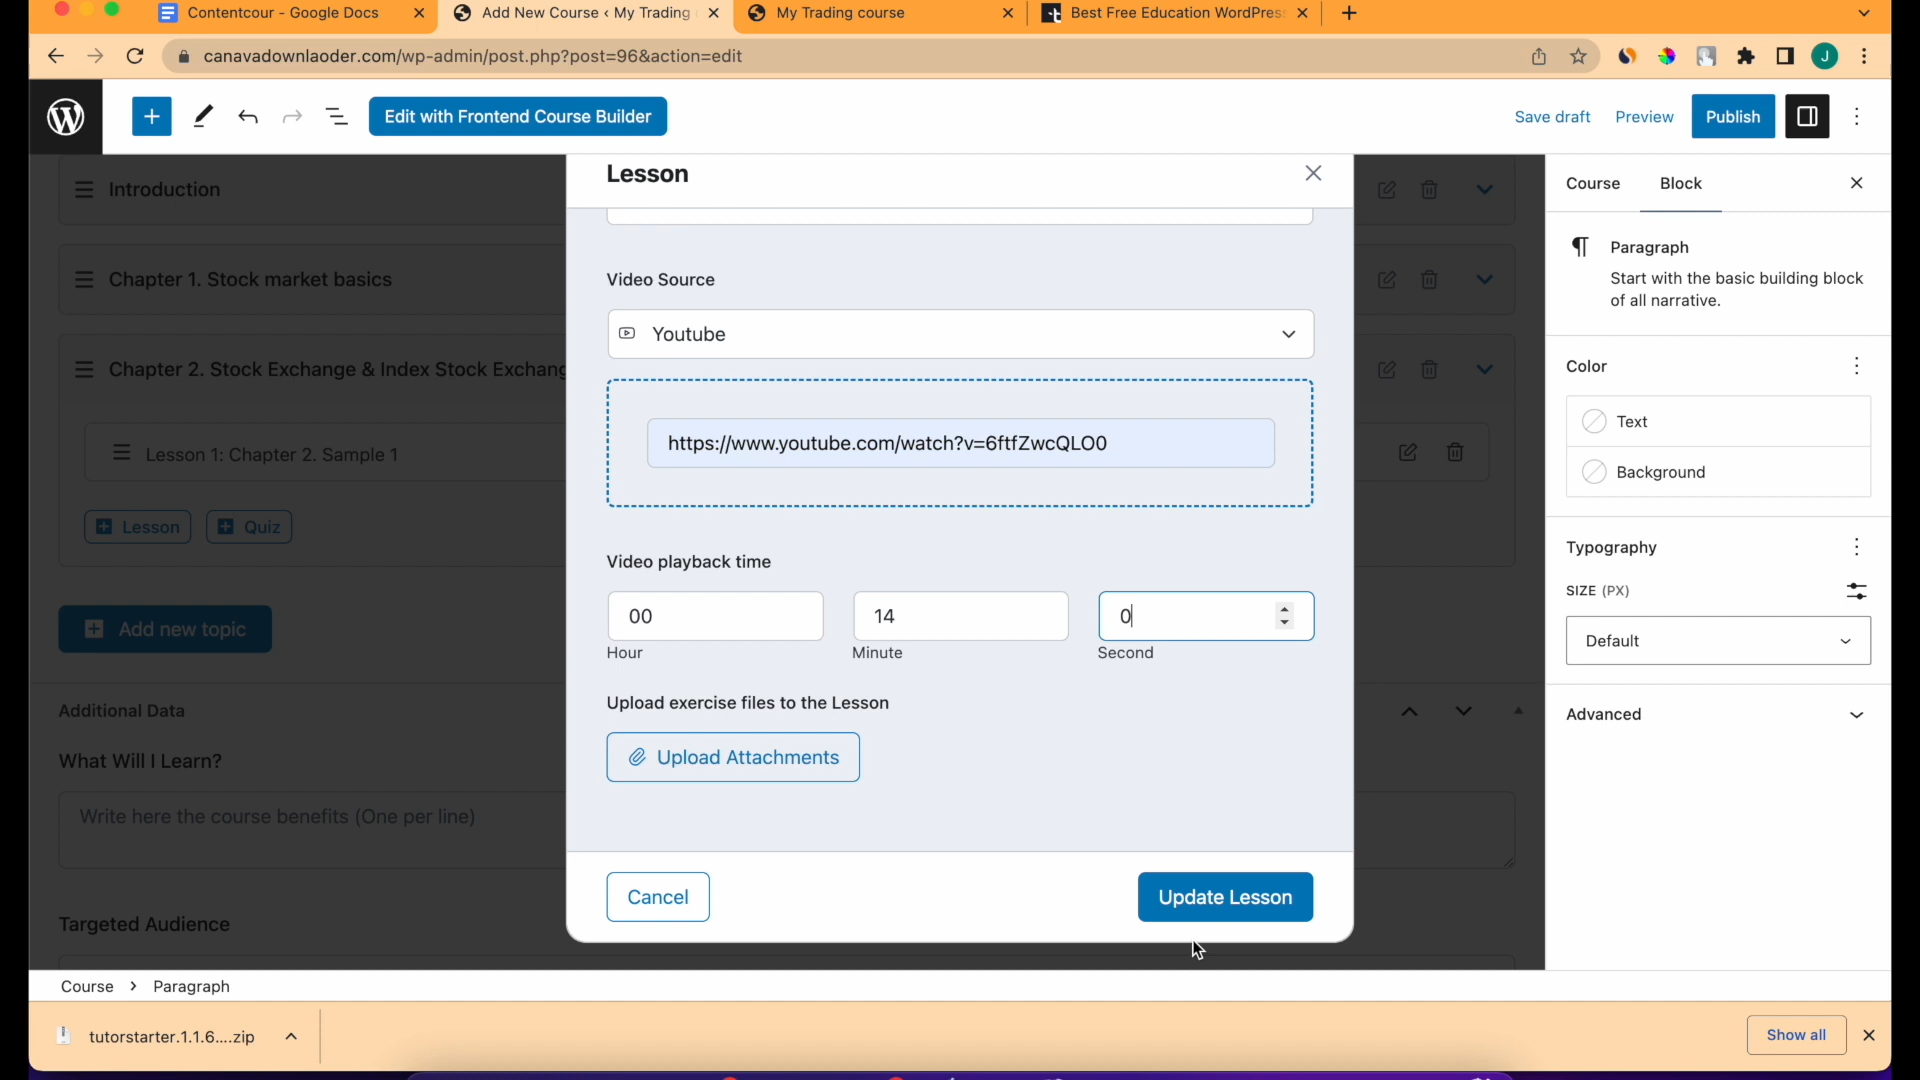 Contentcour - Google Docs
Add New Course ‹ My Trading
My Trading course
Best Free Education WordPres
canavadownlaoder.com/wp-admin/post.php?post=96&action=edit
J
Edit with Frontend Course Builder
Save draft
Preview
Publish
Introduction
Chapter 1. Stock market basics
Chapter 2. Stock Exchange & Index Stock Exchang
Lesson 1: Chapter 2. Sample 1
Lesson
Quiz
Add new topic
Additional Data
What Will I Learn?
Write here the course benefits (One per line)
Targeted Audience
Lesson
Video Source
Youtube
https://www.youtube.com/watch?v=6ftfZwcQLO0
Video playback time
00
14
0
Hour
Minute
Second
Upload exercise files to the Lesson
Upload Attachments
Cancel
Update Lesson
Course
Block
Paragraph
Start with the basic building block
of all narrative.
Color
Text
Background
Typography
SIZE (PX)
Default
Advanced
Course › Paragraph
tutorstarter.1.1.6....zip
Show all